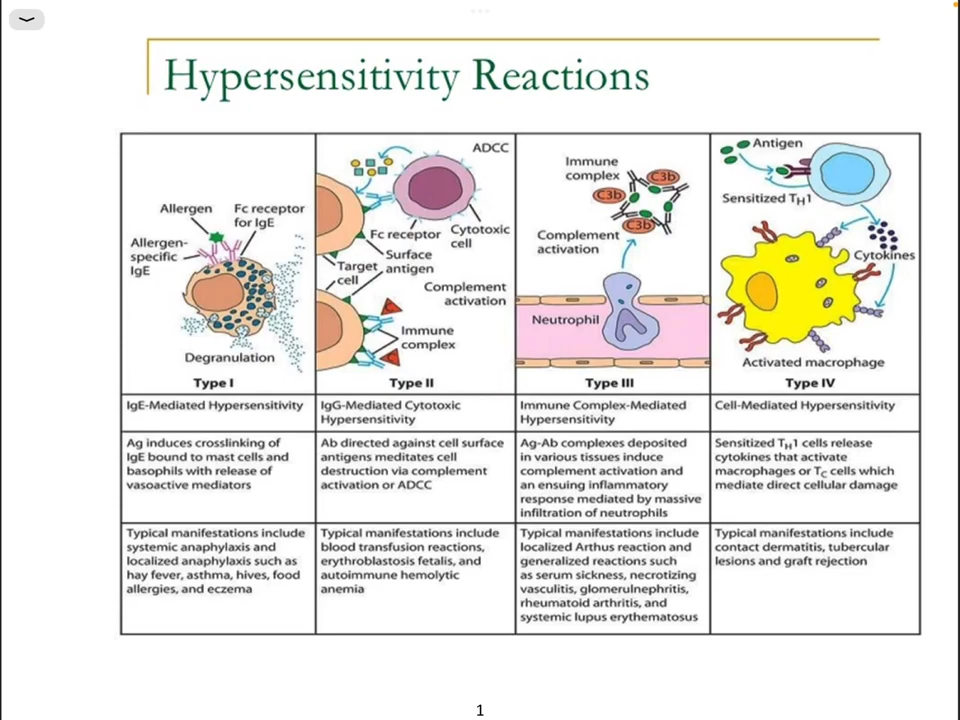 Hypersensitivity Reactions
Allergen
Fc receptor
for IgE
Allergen-
specific
IgE
Degranulation
Type I
ADCC
Fc receptor
Cytotoxic
cell
Surface
antigen
Target
cell
Complement
activation
C
Immune
complex
C
Type II
Immune
complex
C3b
C3b
C3b
Complement
activation
Neutrophil
Type III
Antigen
Sensitized TH1
Cytokines
Activated macrophage
Type IV
IgE-Mediated Hypersensitivity
IgG-Mediated Cytotoxic
Hypersensitivity
Immune Complex-Mediated
Hypersensitivity
Cell-Mediated Hypersensitivity
Ag induces crosslinking of
IgE bound to mast cells and
basophils with release of
vasoactive mediators
Ab directed against cell surface
antigens meditates cell
destruction via complement
activation or ADCC
Ag-Ab complexes deposited
in various tissues induce
complement activation and
an ensuing inflammatory
response mediated by massive
infiltration of neutrophils
Sensitized TH1 cells release
cytokines that activate
macrophages or TC cells which
mediate direct cellular damage
Typical manifestations include
systemic anaphylaxis and
localized anaphylaxis such as
hay fever, asthma, hives, food
allergies, and eczema
Typical manifestations include
blood transfusion reactions,
erythroblastosis fetalis, and
autoimmune hemolytic
anemia
Typical manifestations include
localized Arthus reaction and
generalized reactions such
as serum sickness, necrotizing
vasculitis, glomerulnephritis,
rheumatoid arthritis, and
systemic lupus erythematosus
Typical manifestations include
contact dermatitis, tubercular
lesions and graft rejection
1